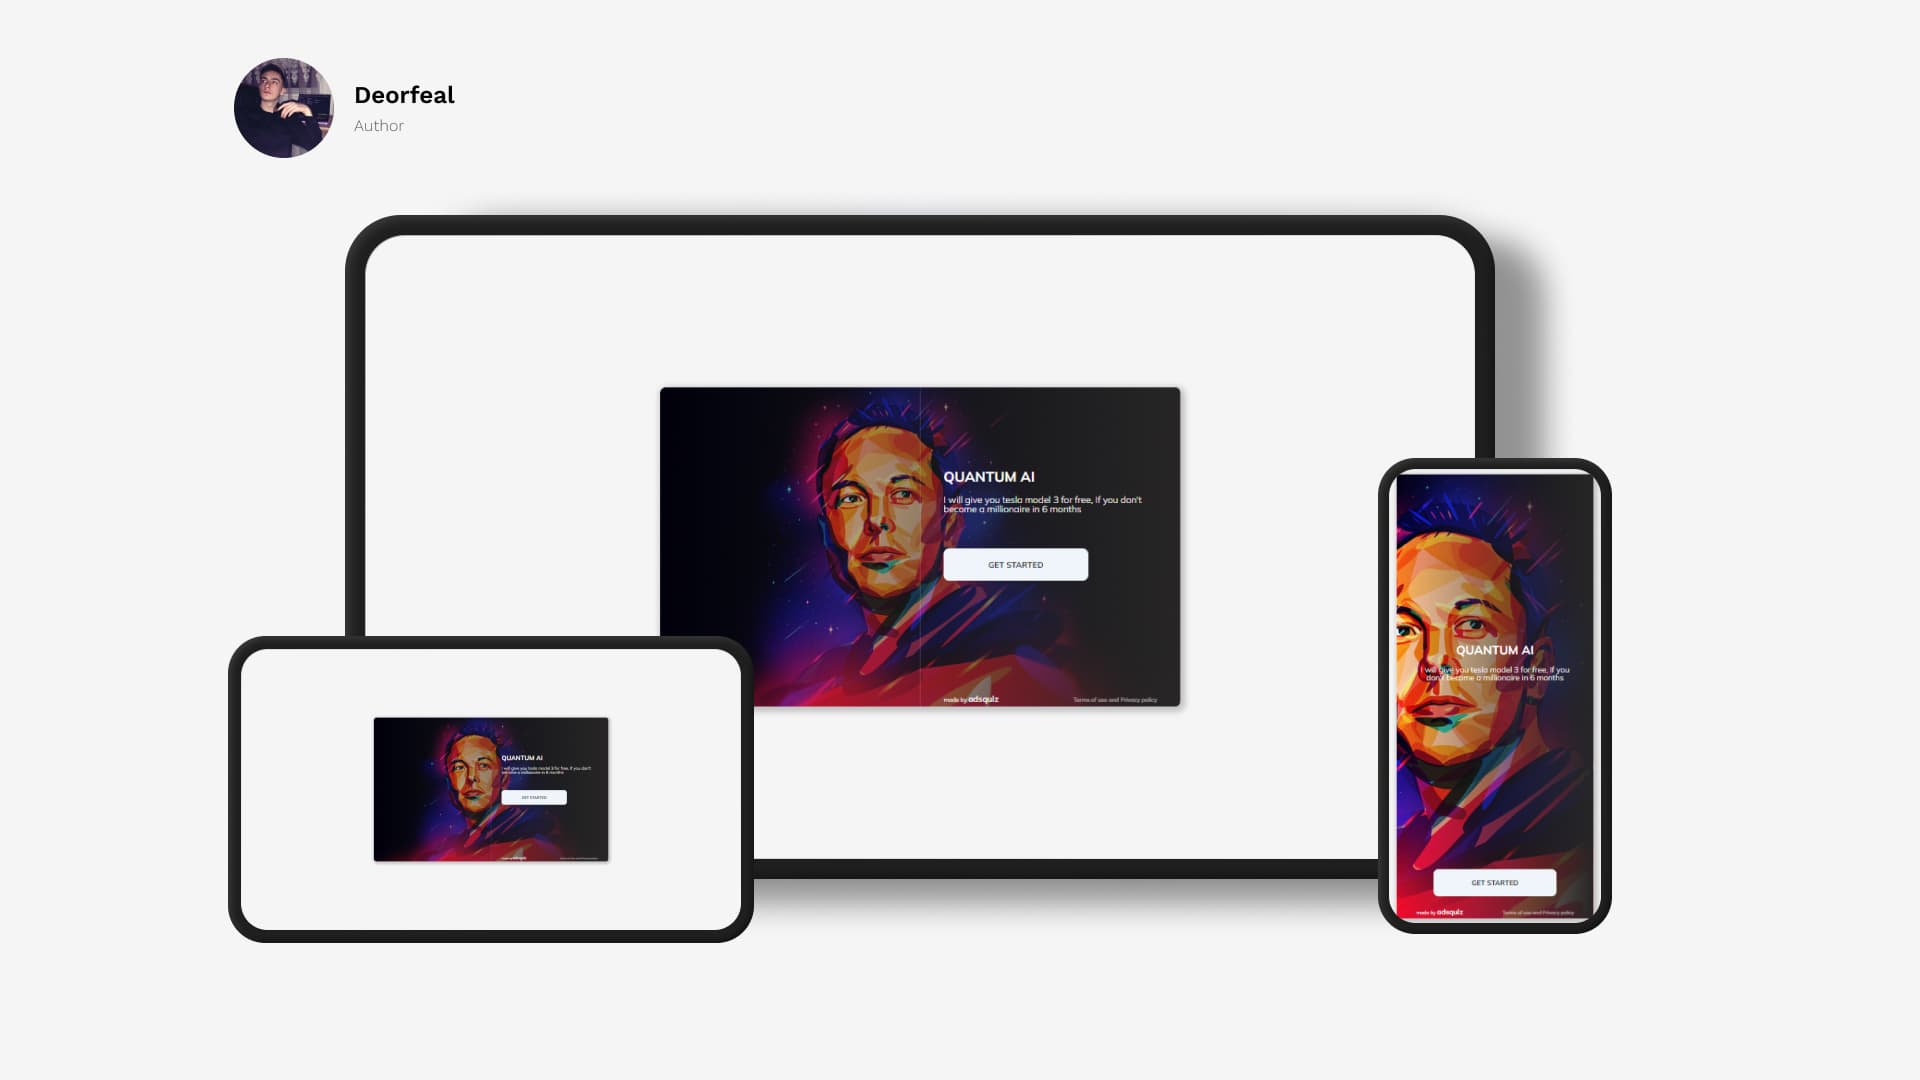 Deorfeal
Author
QUANTUM AI
I will give you tesla model 3 for free, If you don't
become a millionaire in 6 months
GET STARTED
made by adsquiz
Terms of use and Privacy policy
QUANTUM AI
I will give you tesla model 3 for free, If you
don't become a millionaire in 6 months
GET STARTED
made by adsquiz
Terms of use and Privacy policy
QUANTUM AI
I will give you tesla model 3 for free, If you don't
become a millionaire in 6 months
GET STARTED